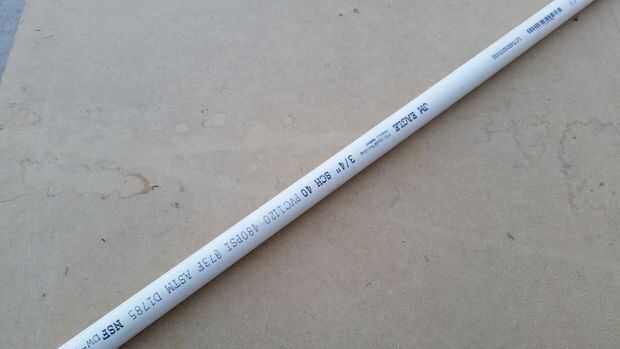 JM EAGLE
3/4" SCH 40 PVC1120 480PSI @73F ASTM D1785 NSF